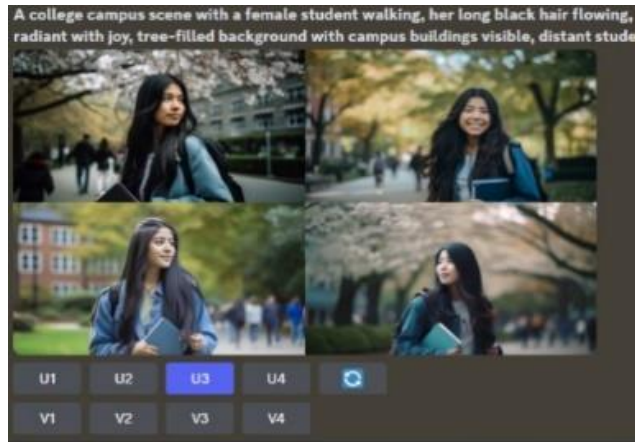 A college campus scene with a female student walking, her long black hair flowing,
radiant with joy, tree-filled background with campus buildings visible, distant stude
U1 U2 U3 U4
V1 V2 V3 V4